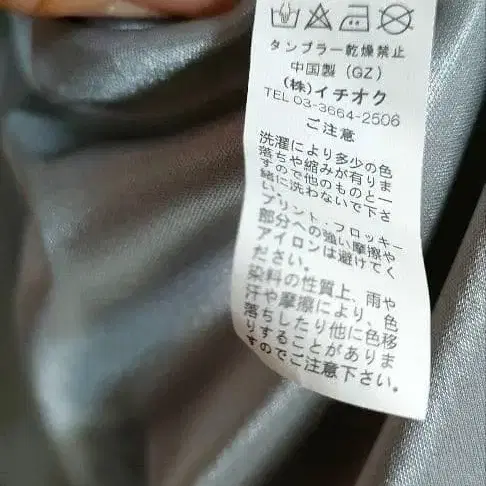 タンブラー乾燥禁止
中国製(GZ)
(株)イチオク
TEL 03-3664-2506
ご注意
洗濯により多少の色
落ちや縮みが有りま
すので他のものと一
緒に洗わないで下さ
い。
プリント、フロッキー
部分への強い摩擦や
アイロンは避けてく
ださい。
染料の性質上、雨や
汗や摩擦により、色
落ちしたり他に色移
りすることがありま
すのでご注意下さい。